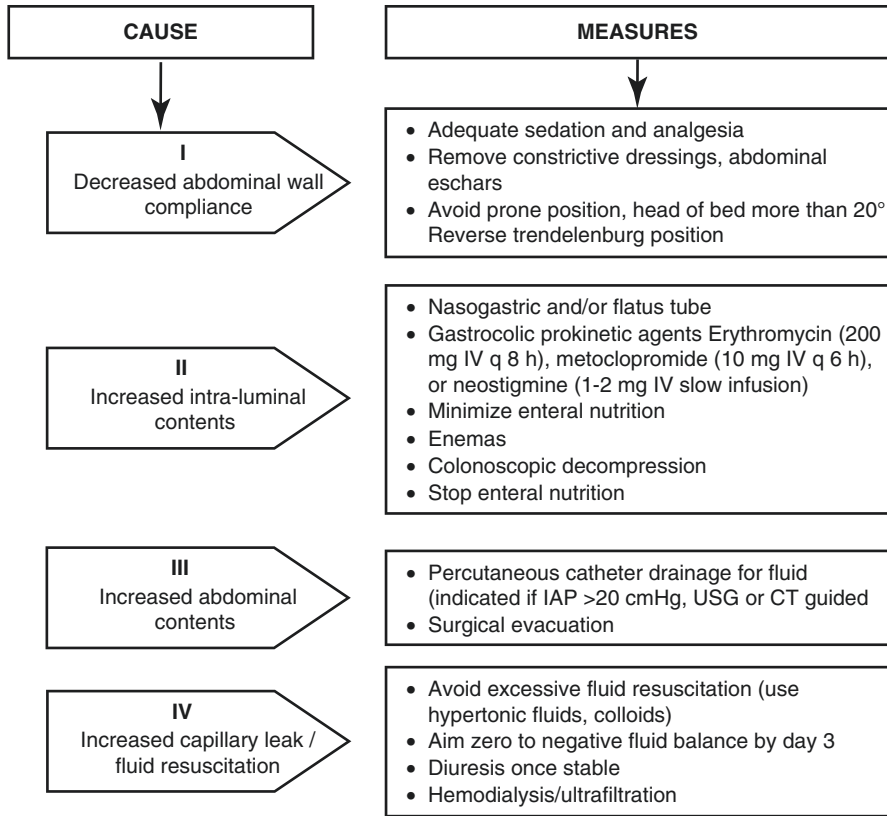 CAUSE
MEASURES
I
Decreased abdominal wall
compliance
• Adequate sedation and analgesia
• Remove constrictive dressings, abdominal
eschars
• Avoid prone position, head of bed more than 20°
Reverse trendelenburg position
II
Increased intra-luminal
contents
• Nasogastric and/or flatus tube
• Gastrocolic prokinetic agents Erythromycin (200
mg IV q 8 h), metoclopromide (10 mg IV q 6 h),
or neostigmine (1-2 mg IV slow infusion)
• Minimize enteral nutrition
• Enemas
• Colonoscopic decompression
• Stop enteral nutrition
III
Increased abdominal
contents
• Percutaneous catheter drainage for fluid
(indicated if IAP >20 cmHg, USG or CT guided
• Surgical evacuation
IV
Increased capillary leak /
fluid resuscitation
• Avoid excessive fluid resuscitation (use
hypertonic fluids, colloids)
• Aim zero to negative fluid balance by day 3
• Diuresis once stable
• Hemodialysis/ultrafiltration